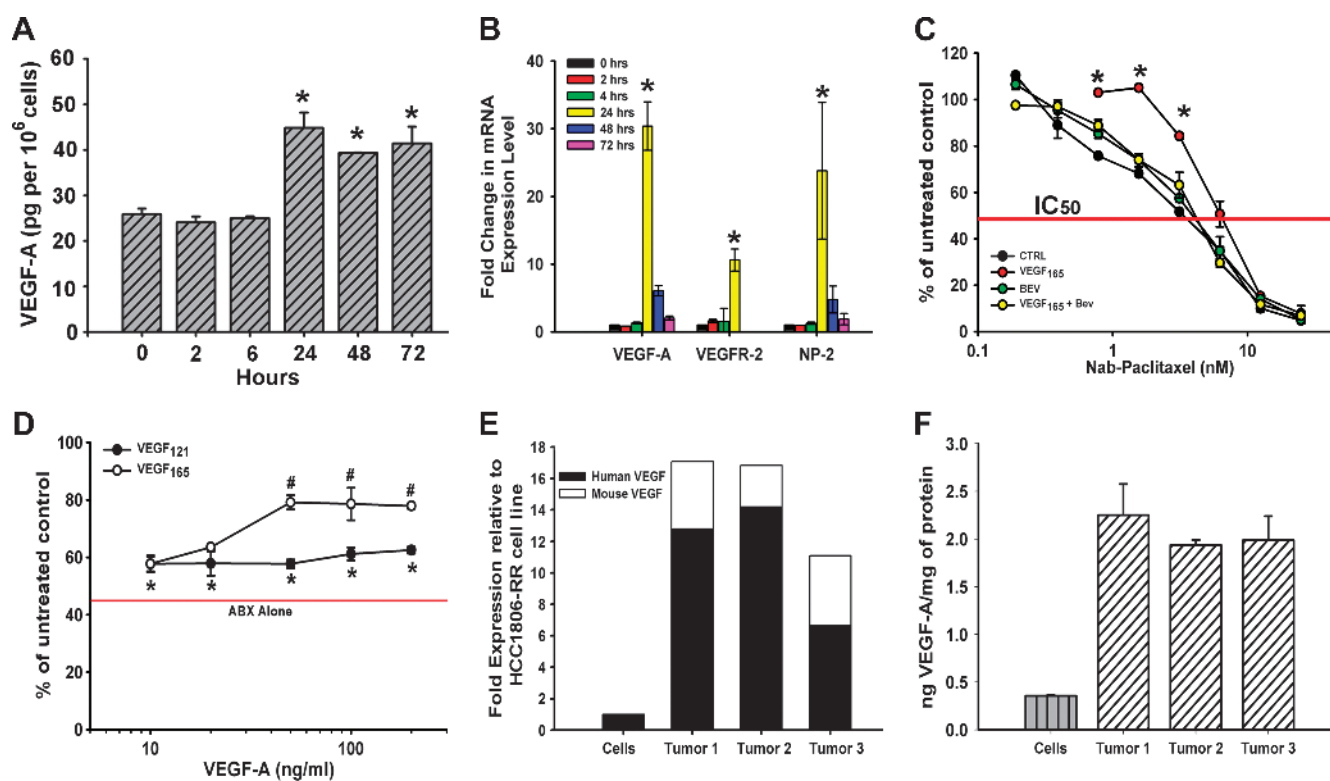 A
VEGF-A (pg per 10⁶ cells)
60
50
40
30
20
10
0
*
*
*
0 2 6 24 48 72
Hours
B
Fold Change in mRNA
Expression Level
40
30
20
10
0
0 hrs
2 hrs
4 hrs
24 hrs
48 hrs
72 hrs
*
*
*
VEGF-A VEGFR-2 NP-2
C
% of untreated control
120
100
80
60
40
20
0
* *
*
IC50
CTRL
VEGF165
BEV
VEGF165 + Bev
0.1 1 10
Nab-Paclitaxel (nM)
D
% of untreated control
100
80
60
40
20
0
VEGF121
VEGF165
# # #
* * * * *
ABX Alone
10 100
VEGF-A (ng/ml)
E
Fold Expression relative to
HCC1806-RR cell line
18
16
14
12
10
8
6
4
2
0
Human VEGF
Mouse VEGF
Cells Tumor 1 Tumor 2 Tumor 3
F
ng VEGF-A/mg of protein
3.0
2.5
2.0
1.5
1.0
0.5
0.0
Cells Tumor 1 Tumor 2 Tumor 3